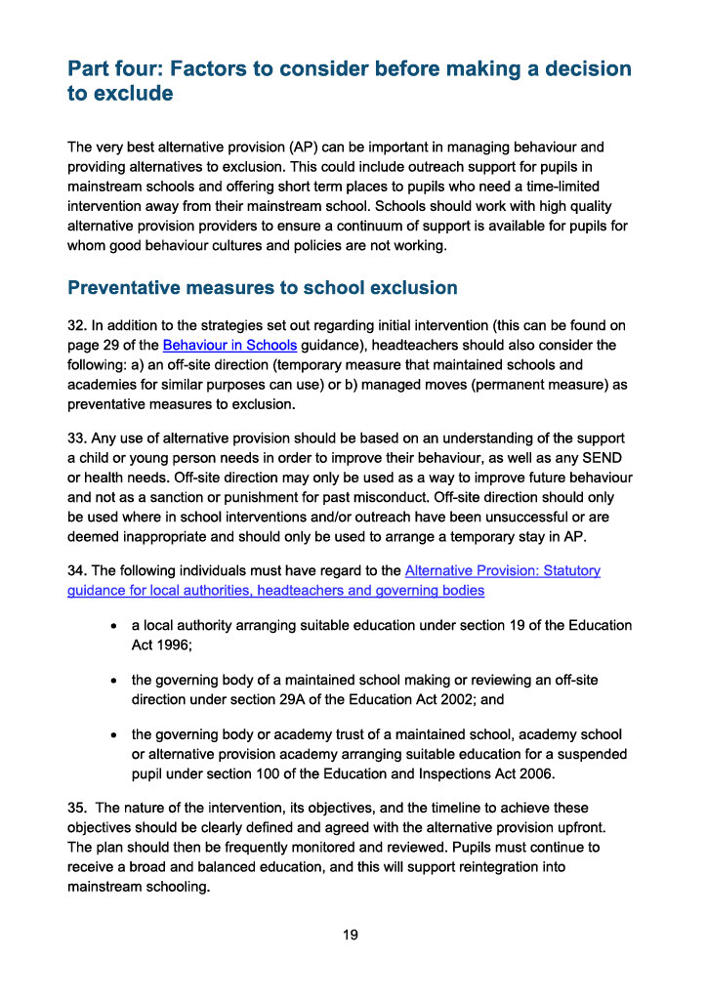 Part four: Factors to consider before making a decision
to exclude
The very best alternative provision (AP) can be important in managing behaviour and
providing alternatives to exclusion. This could include outreach support for pupils in
mainstream schools and offering short term places to pupils who need a time-limited
intervention away from their mainstream school. Schools should work with high quality
alternative provision providers to ensure a continuum of support is available for pupils for
whom good behaviour cultures and policies are not working.
Preventative measures to school exclusion
32. In addition to the strategies set out regarding initial intervention (this can be found on
page 29 of the Behaviour in Schools guidance), headteachers should also consider the
following: a) an off-site direction (temporary measure that maintained schools and
academies for similar purposes can use) or b) managed moves (permanent measure) as
preventative measures to exclusion.
33. Any use of alternative provision should be based on an understanding of the support
a child or young person needs in order to improve their behaviour, as well as any SEND
or health needs. Off-site direction may only be used as a way to improve future behaviour
and not as a sanction or punishment for past misconduct. Off-site direction should only
be used where in school interventions and/or outreach have been unsuccessful or are
deemed inappropriate and should only be used to arrange a temporary stay in AP.
34. The following individuals must have regard to the Alternative Provision: Statutory
guidance for local authorities, headteachers and governing bodies
• a local authority arranging suitable education under section 19 of the Education
Act 1996;
• the governing body of a maintained school making or reviewing an off-site
direction under section 29A of the Education Act 2002; and
• the governing body or academy trust of a maintained school, academy school
or alternative provision academy arranging suitable education for a suspended
pupil under section 100 of the Education and Inspections Act 2006.
35.  The nature of the intervention, its objectives, and the timeline to achieve these
objectives should be clearly defined and agreed with the alternative provision upfront.
The plan should then be frequently monitored and reviewed. Pupils must continue to
receive a broad and balanced education, and this will support reintegration into
mainstream schooling.
19